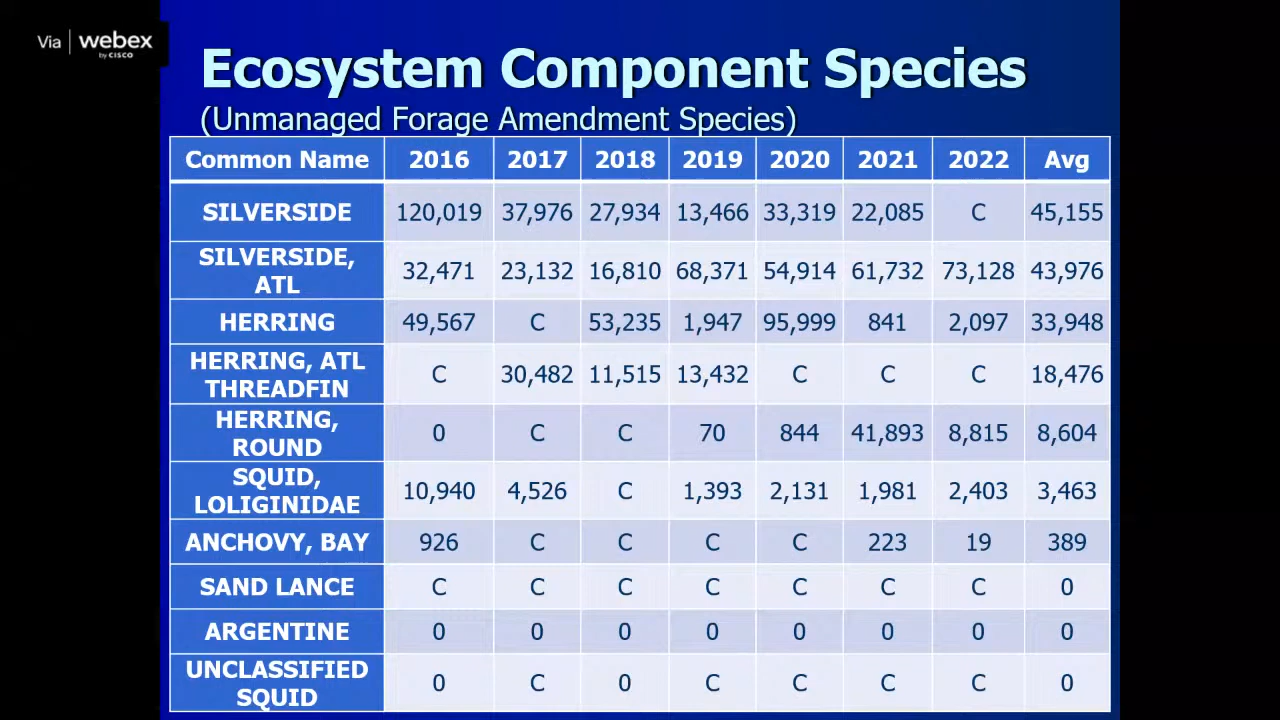 Via | webex
by CISCO
Ecosystem Component Species
(Unmanaged Forage Amendment Species)
Common Name 2016 2017 2018 2019 2020 2021 2022 Avg
SILVERSIDE 120,019 37,976 27,934 13,466 33,319 22,085 C 45,155
SILVERSIDE,
ATL 32,471 23,132 16,810 68,371 54,914 61,732 73,128 43,976
HERRING 49,567 C 53,235 1,947 95,999 841 2,097 33,948
HERRING, ATL
THREADFIN C 30,482 11,515 13,432 C C C 18,476
HERRING,
ROUND 0 C C 70 844 41,893 8,815 8,604
SQUID,
LOLIGINIDAE 10,940 4,526 C 1,393 2,131 1,981 2,403 3,463
ANCHOVY, BAY 926 C C C C 223 19 389
SAND LANCE C C C C C C C 0
ARGENTINE 0 0 0 0 0 0 0 0
UNCLASSIFIED
SQUID 0 C 0 C C C C 0